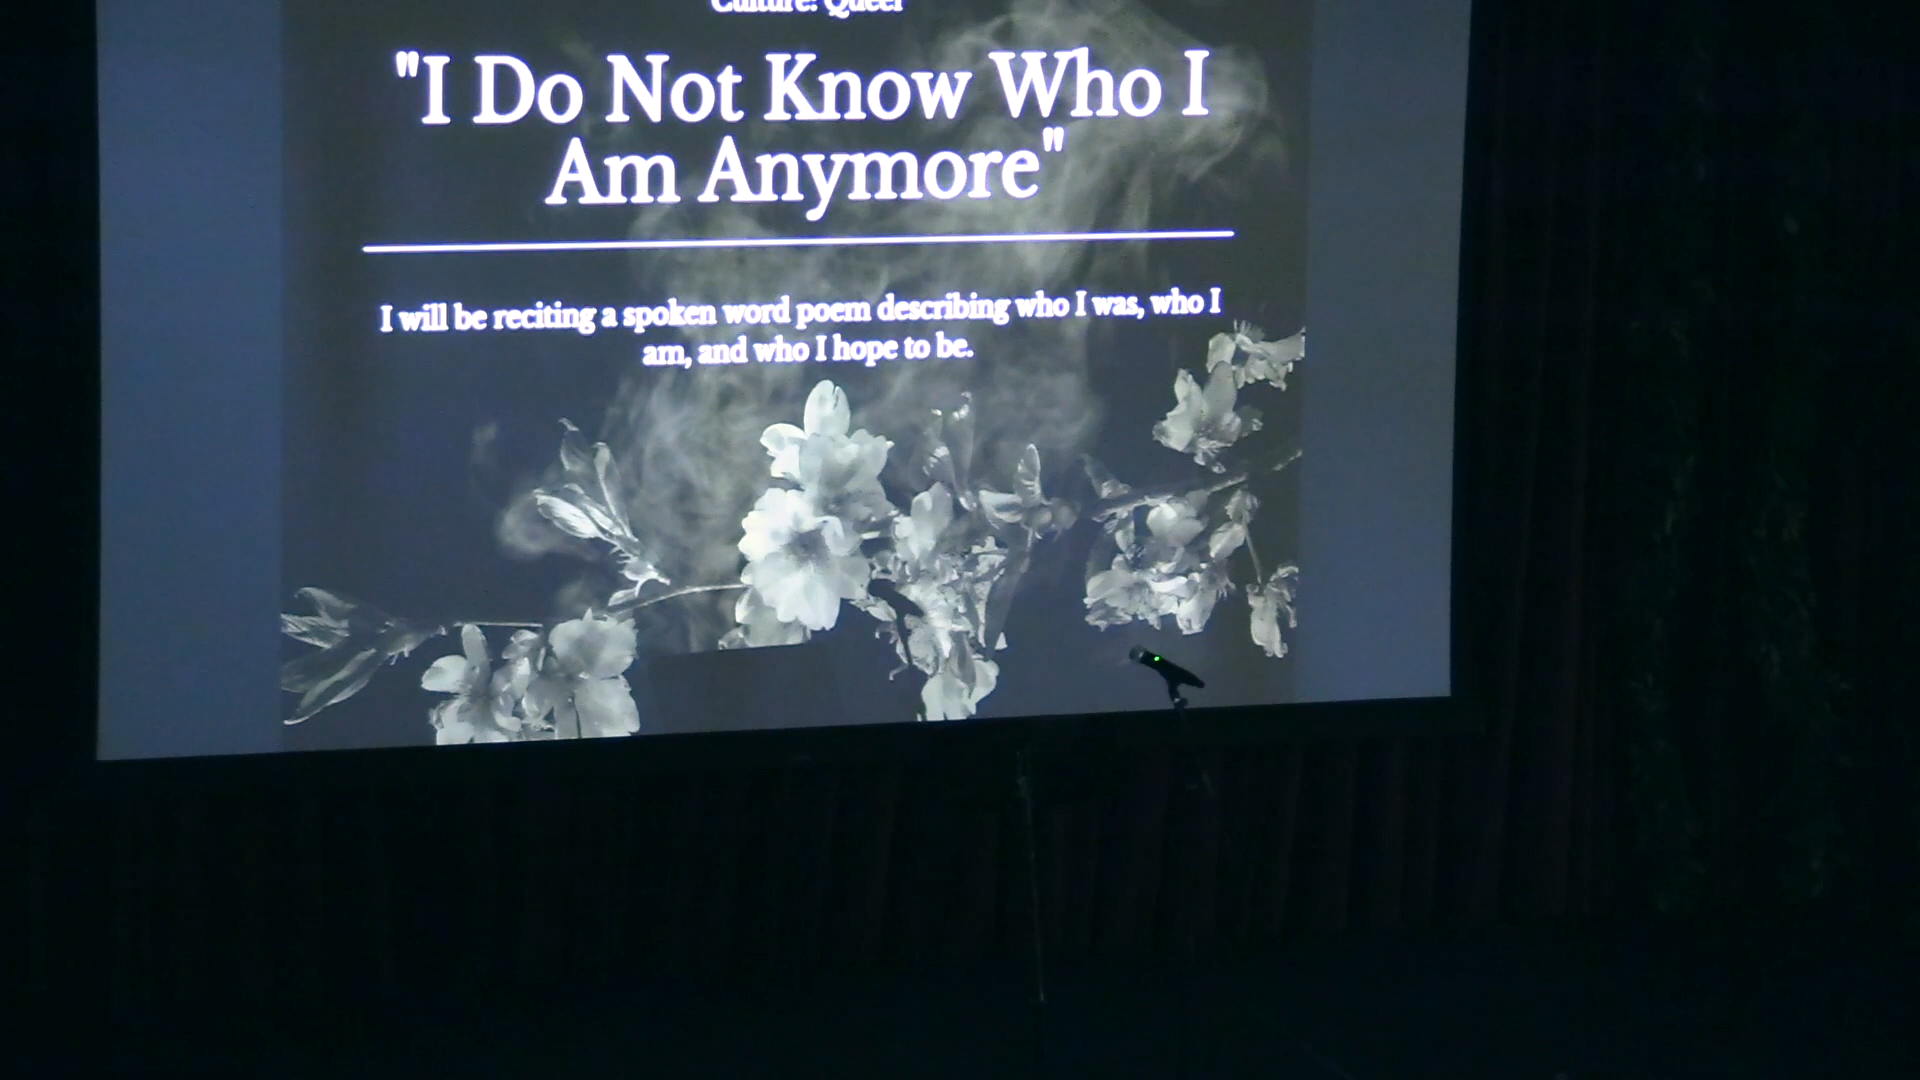 Culture: Queer
"I Do Not Know Who I
Am Anymore"
I will be reciting a spoken word poem describing who I was, who I
am, and who I hope to be.